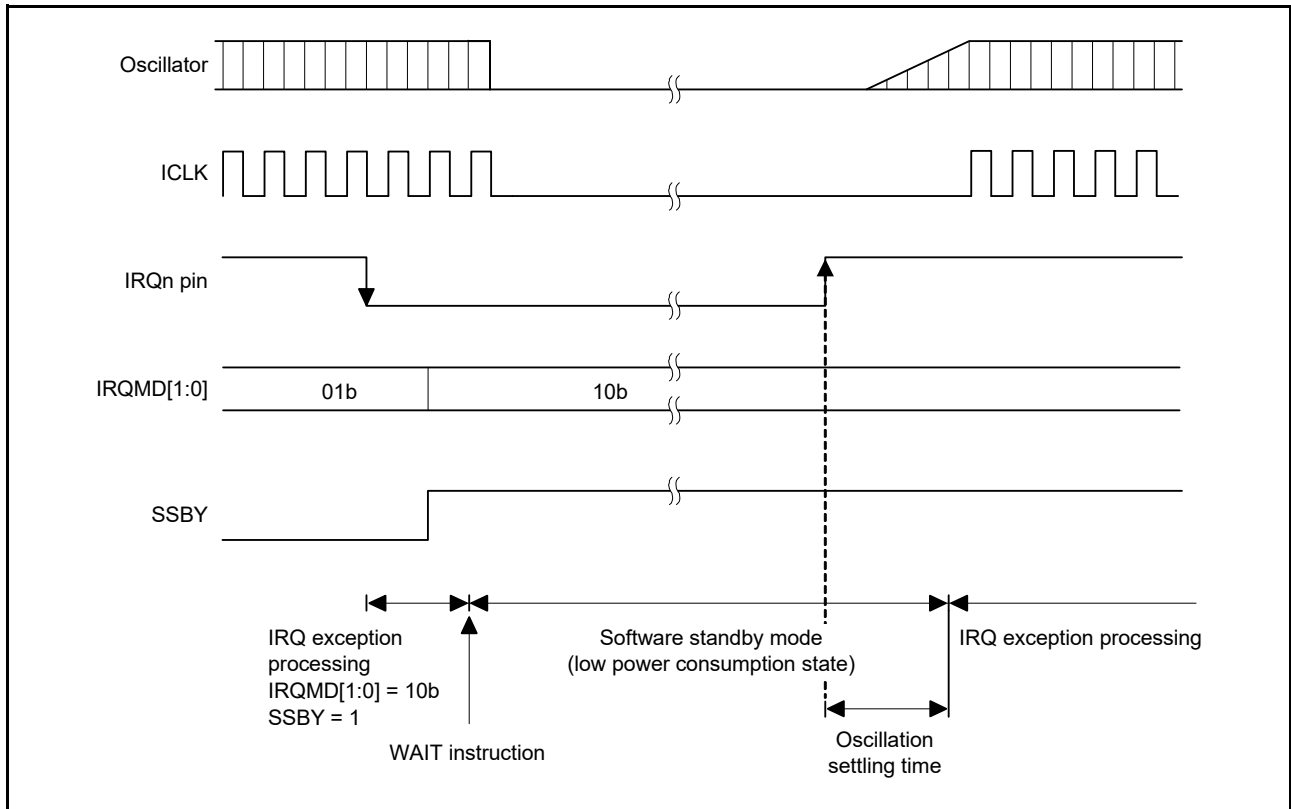 Oscillator
ICLK
IRQn pin
IRQMD[1:0]
01b
10b
SSBY
IRQ exception
processing
IRQMD[1:0] = 10b
SSBY = 1
WAIT instruction
Software standby mode
(low power consumption state)
Oscillation
settling time
IRQ exception processing